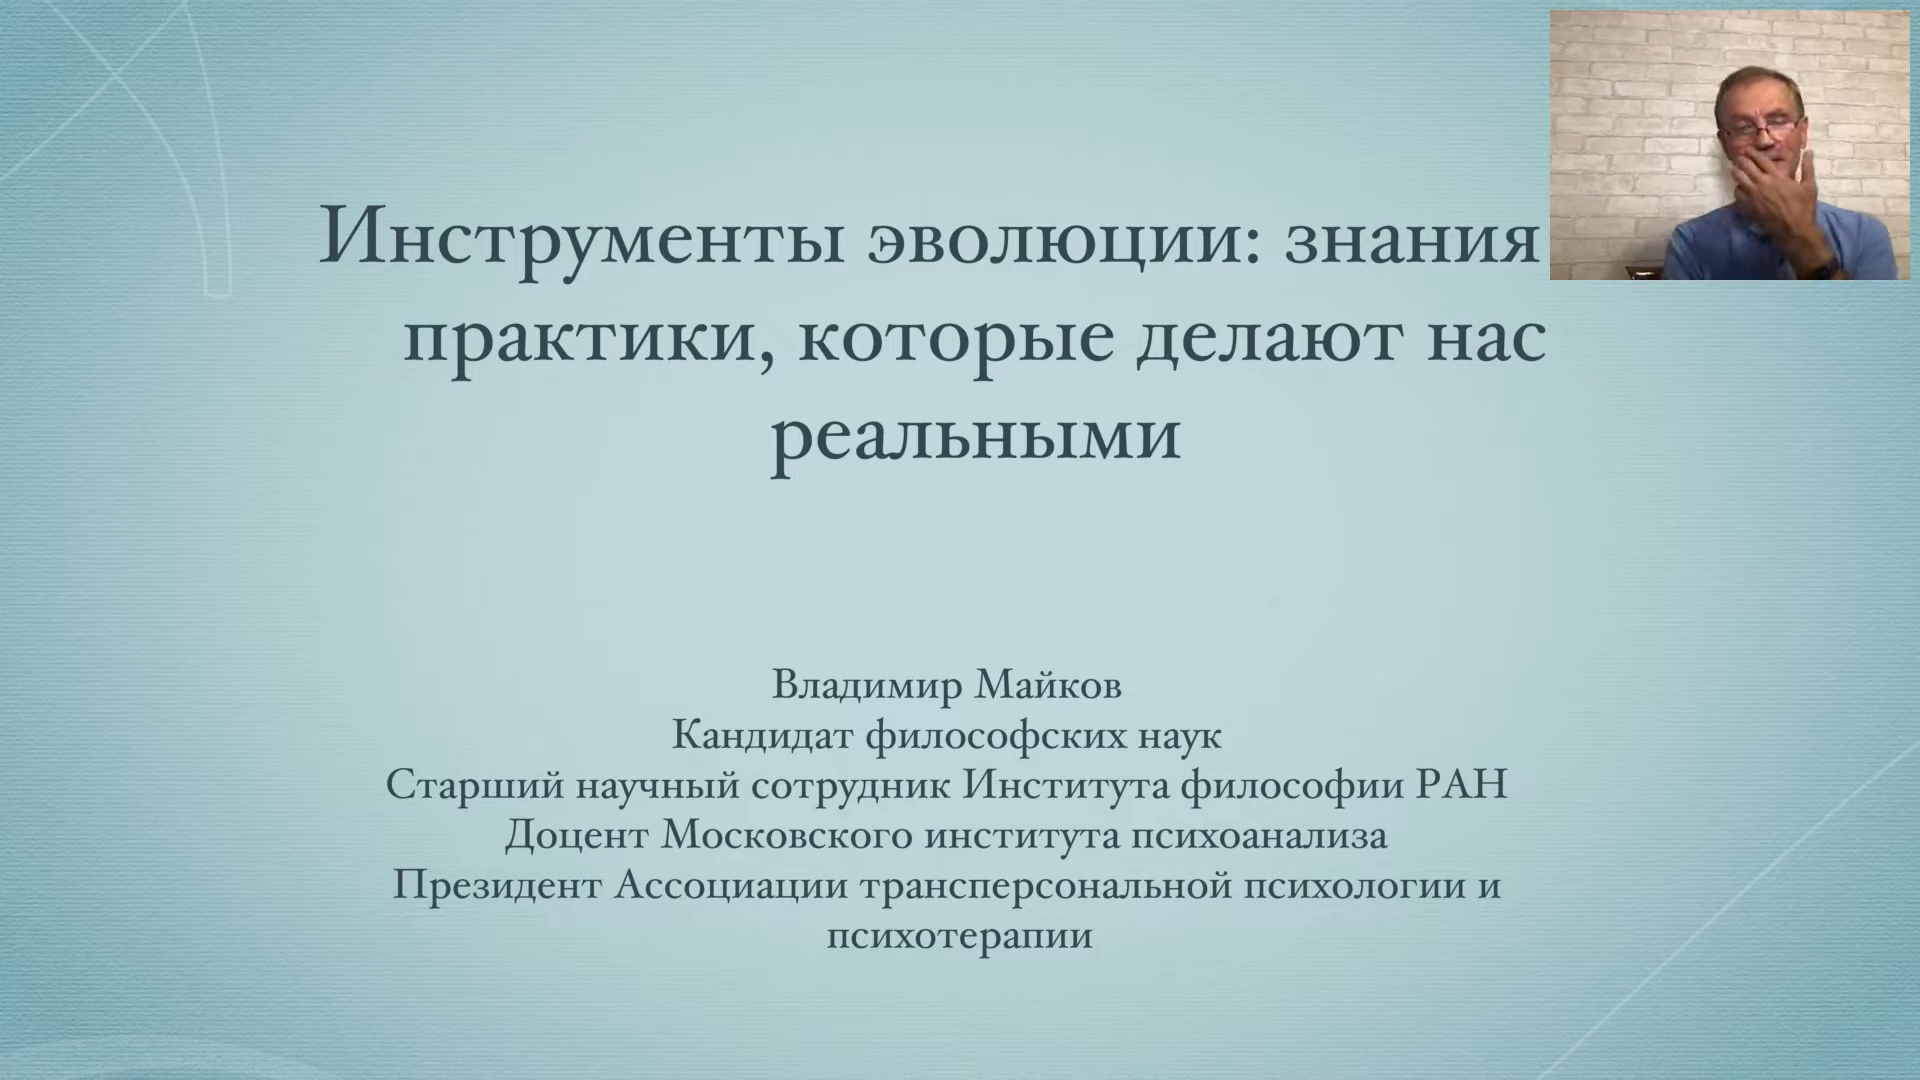 Инструменты эволюции: знания
практики, которые делают нас
реальными
Владимир Майков
Кандидат философских наук
Старший научный сотрудник Института философии РАН
Доцент Московского института психоанализа
Президент Ассоциации трансперсональной психологии и
психотерапии